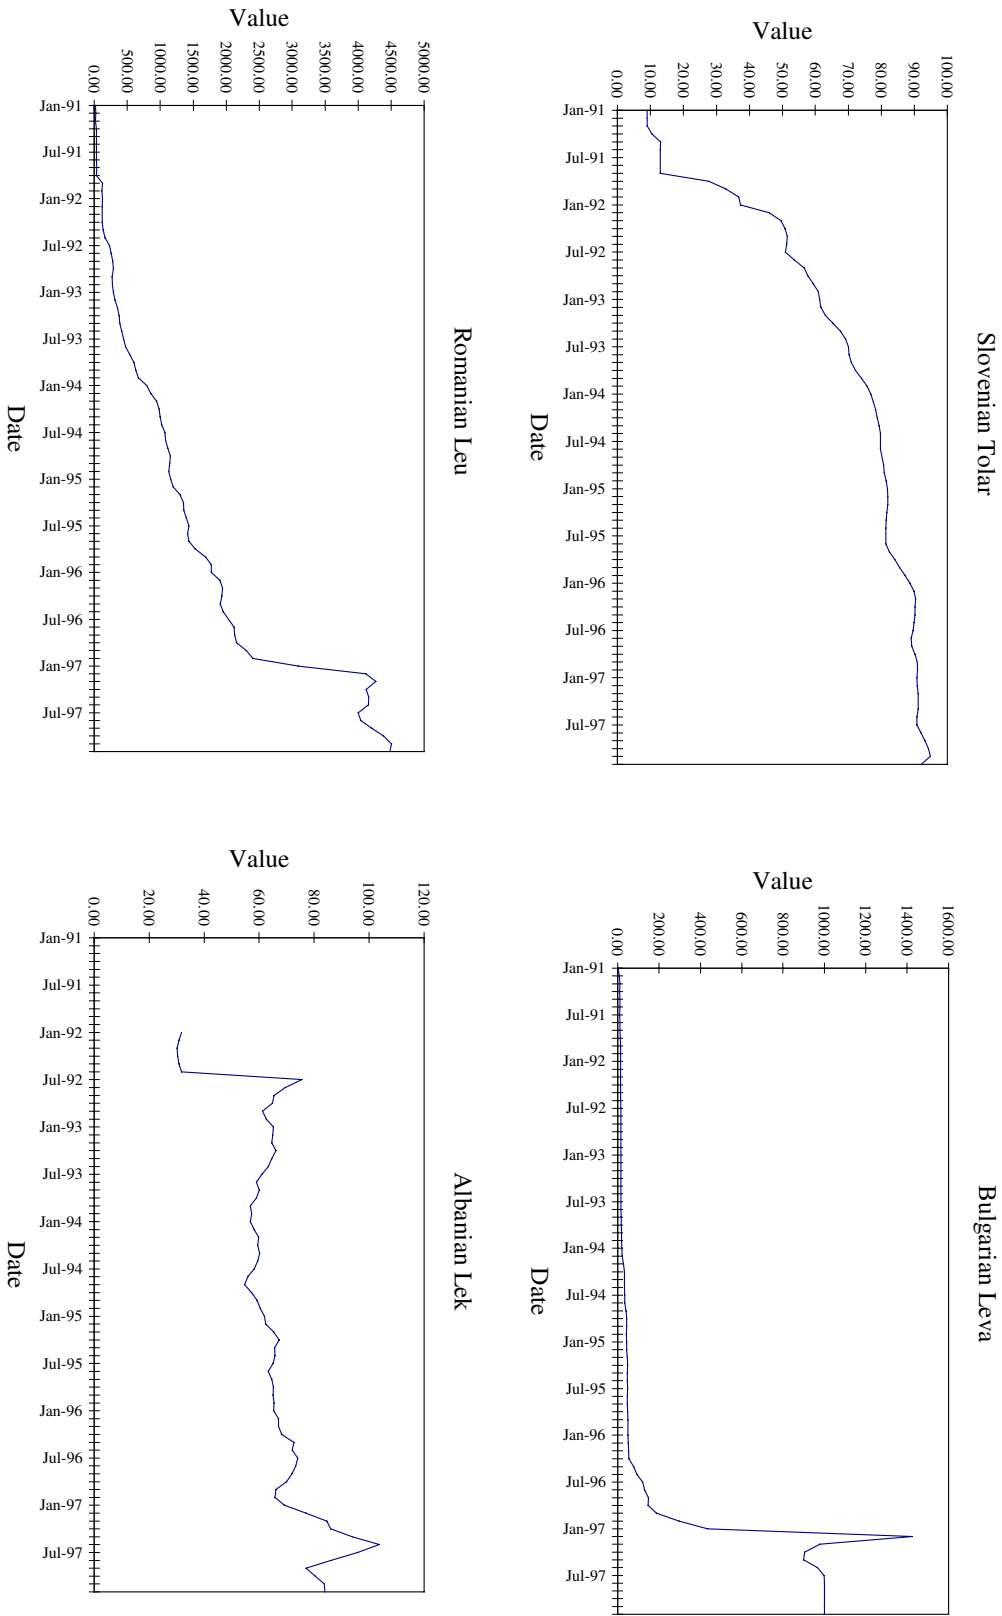 Slovenian Tolar
Value
100.00
90.00
80.00
70.00
60.00
50.00
40.00
30.00
20.00
10.00
0.00
Jan-91
Jul-91
Jan-92
Jul-92
Jan-93
Jul-93
Jan-94
Jul-94
Jan-95
Jul-95
Jan-96
Jul-96
Jan-97
Jul-97
Date
Bulgarian Leva
Value
1600.00
1400.00
1200.00
1000.00
800.00
600.00
400.00
200.00
0.00
Jan-91
Jul-91
Jan-92
Jul-92
Jan-93
Jul-93
Jan-94
Jul-94
Jan-95
Jul-95
Jan-96
Jul-96
Jan-97
Jul-97
Date
Romanian Leu
Value
5000.00
4500.00
4000.00
3500.00
3000.00
2500.00
2000.00
1500.00
1000.00
500.00
0.00
Jan-91
Jul-91
Jan-92
Jul-92
Jan-93
Jul-93
Jan-94
Jul-94
Jan-95
Jul-95
Jan-96
Jul-96
Jan-97
Jul-97
Date
Albanian Lek
Value
120.00
100.00
80.00
60.00
40.00
20.00
0.00
Jan-91
Jul-91
Jan-92
Jul-92
Jan-93
Jul-93
Jan-94
Jul-94
Jan-95
Jul-95
Jan-96
Jul-96
Jan-97
Jul-97
Date